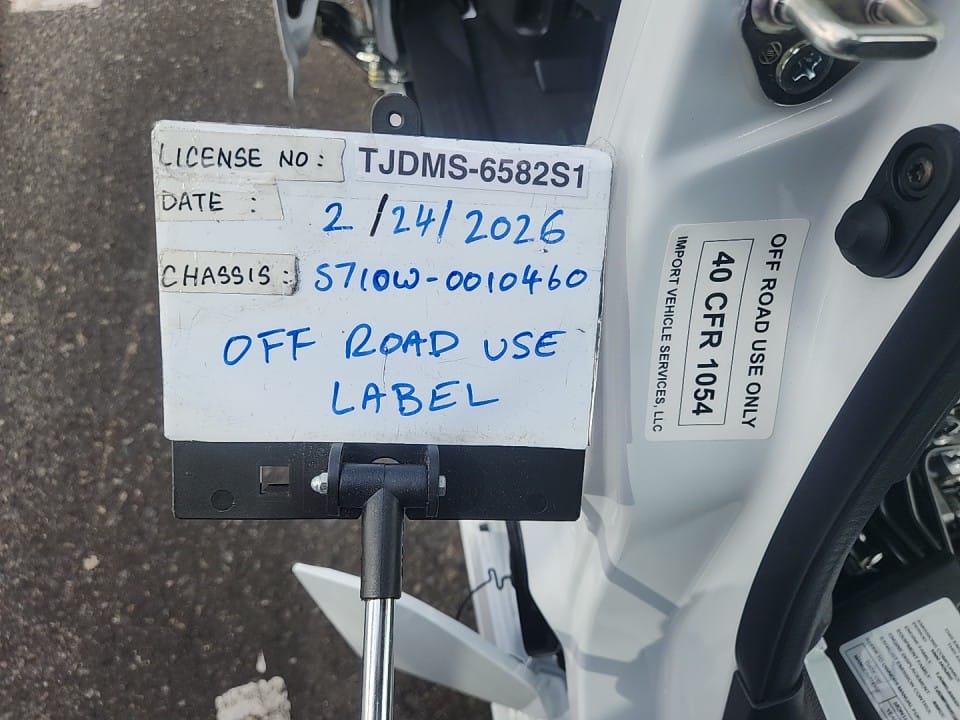 LICENSE NO: TJDMS-6582S1
DATE : 2/24/2026
CHASSIS: S710W-0010460
OFF ROAD USE
LABEL
OFF ROAD USE ONLY
40 CFR 1054
IMPORT VEHICLE SERVICES, LLC